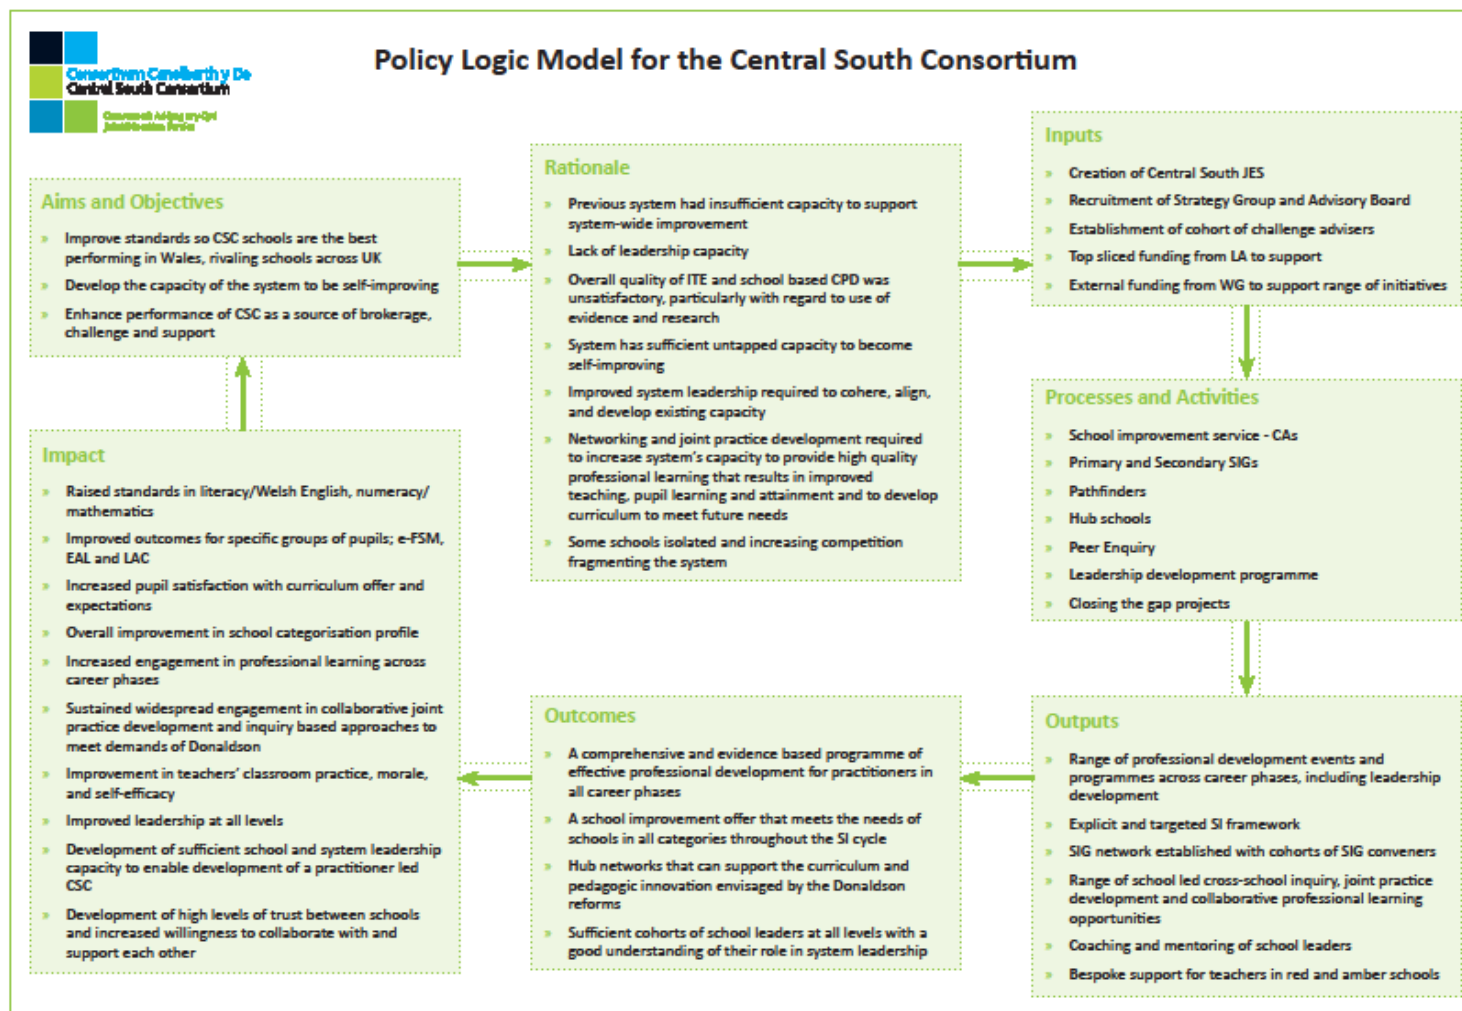 Policy Logic Model for the Central South Consortium
Consortiwm Canolbarth y De
Central South Consortium
Aims and Objectives
» Improve standards so CSC schools are the best
performing in Wales, rivaling schools across UK
» Develop the capacity of the system to be self-improving
» Enhance performance of CSC as a source of brokerage,
challenge and support
Rationale
» Previous system had insufficient capacity to support
system-wide improvement
» Lack of leadership capacity
» Overall quality of ITE and school based CPD was
unsatisfactory, particularly with regard to use of
evidence and research
» System has sufficient untapped capacity to become
self-improving
» Improved system leadership required to cohere, align,
and develop existing capacity
» Networking and joint practice development required
to increase system's capacity to provide high quality
professional learning that results in improved
teaching, pupil learning and attainment and to develop
curriculum to meet future needs
» Some schools isolated and increasing competition
fragmenting the system
Inputs
» Creation of Central South JES
» Recruitment of Strategy Group and Advisory Board
» Establishment of cohort of challenge advisers
» Top sliced funding from LA to support
» External funding from WG to support range of initiatives
Processes and Activities
» School improvement service - CAs
» Primary and Secondary SIGs
» Pathfinders
» Hub schools
» Peer Enquiry
» Leadership development programme
» Closing the gap projects
Outputs
» Range of professional development events and
programmes across career phases, including leadership
development
» Explicit and targeted SI framework
» SIG network established with cohorts of SIG conveners
» Range of school led cross-school inquiry, joint practice
development and collaborative professional learning
opportunities
» Coaching and mentoring of school leaders
» Bespoke support for teachers in red and amber schools
Outcomes
» A comprehensive and evidence based programme of
effective professional development for practitioners in
all career phases
» A school improvement offer that meets the needs of
schools in all categories throughout the SI cycle
» Hub networks that can support the curriculum and
pedagogic innovation envisaged by the Donaldson
reforms
» Sufficient cohorts of school leaders at all levels with a
good understanding of their role in system leadership
Impact
» Raised standards in literacy/Welsh English, numeracy/
mathematics
» Improved outcomes for specific groups of pupils; e-FSM,
EAL and LAC
» Increased pupil satisfaction with curriculum offer and
expectations
» Overall improvement in school categorisation profile
» Increased engagement in professional learning across
career phases
» Sustained widespread engagement in collaborative joint
practice development and inquiry based approaches to
meet demands of Donaldson
» Improvement in teachers' classroom practice, morale,
and self-efficacy
» Improved leadership at all levels
» Development of sufficient school and system leadership
capacity to enable development of a practitioner led
CSC
» Development of high levels of trust between schools
and increased willingness to collaborate with and
support each other